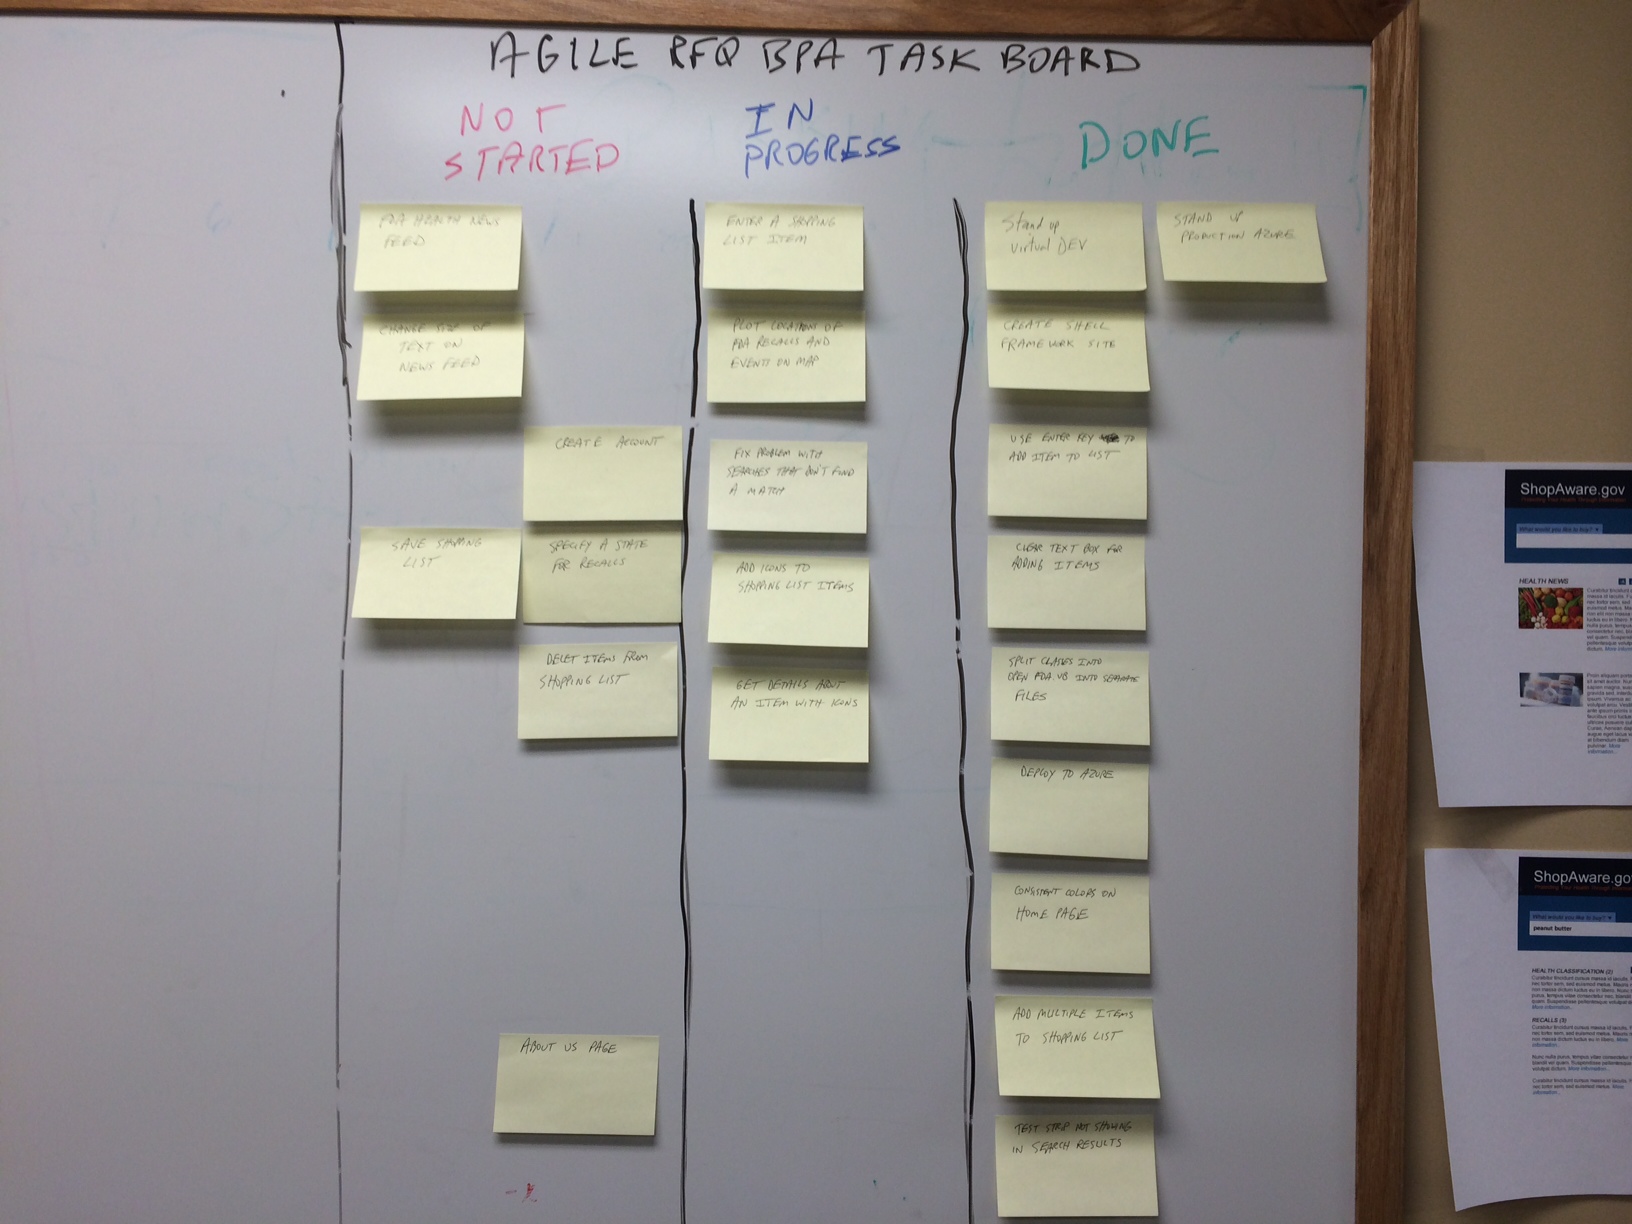 AGILE RFQ BPA TASK BOARD
NOT
STARTED
FDA HEALTH NEWS
FEED
CHANGE SIZE OF
TEXT ON
NEWS FEED
CREATE ACCOUNT
SAVE SHOPPING
LIST
SPECIFY A STATE
FOR RECALLS
DELET ITEMS FROM
SHOPPING LIST
ABOUT US PAGE
IN
PROGRESS
ENTER A SHOPPING
LIST ITEM
PLOT LOCATIONS OF
FDA RECALLS AND
EVENTS ON MAP
FIX PROBLEM WITH
SEARCHES THAT DON'T FIND
A MATCH
ADD ICONS TO
SHOPPING LIST ITEMS
GET DETAILS ABOUT
AN ITEM WITH ICONS
DONE
Stand up
virtual DEV
STAND UP
PRODUCTION AZURE
CREATE SHELL
FRAMEWORK SITE
USE ENTER KEY TO
ADD ITEM TO LIST
CLEAR TEXT BOX FOR
ADDING ITEMS
SPLIT CLASSES INTO
OPEN FDA.VB INTO SEPARATE
FILES
DEPLOY TO AZURE
CONSISTENT COLORS ON
HOME PAGE
ADD MULTIPLE ITEMS
TO SHOPPING LIST
TEST STRIP NOT SHOWING
IN SEARCH RESULTS
ShopAware.gov
What would you like to buy?
HEALTH NEWS
ShopAware.go
What would you like to buy?
peanut butter
HEALTH CLASSIFICATION (2)
RECALLS (3)